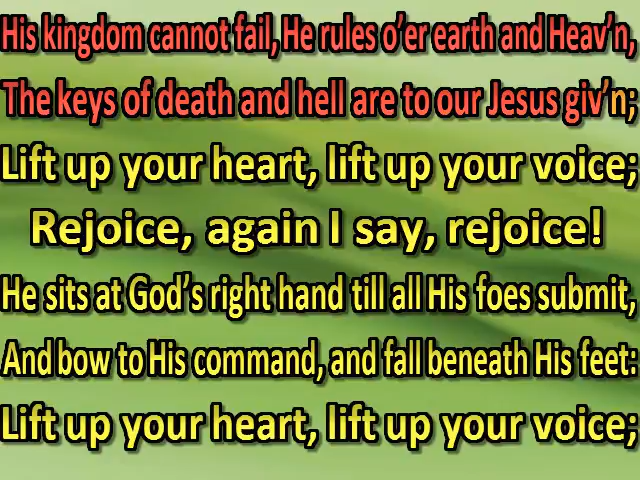 His kingdom cannot fail, He rules o’er earth and Heav’n,
The keys of death and hell are to our Jesus giv’n;
Lift up your heart, lift up your voice;
Rejoice, again I say, rejoice!
He sits at God’s right hand till all His foes submit,
And bow to His command, and fall beneath His feet:
Lift up your heart, lift up your voice;